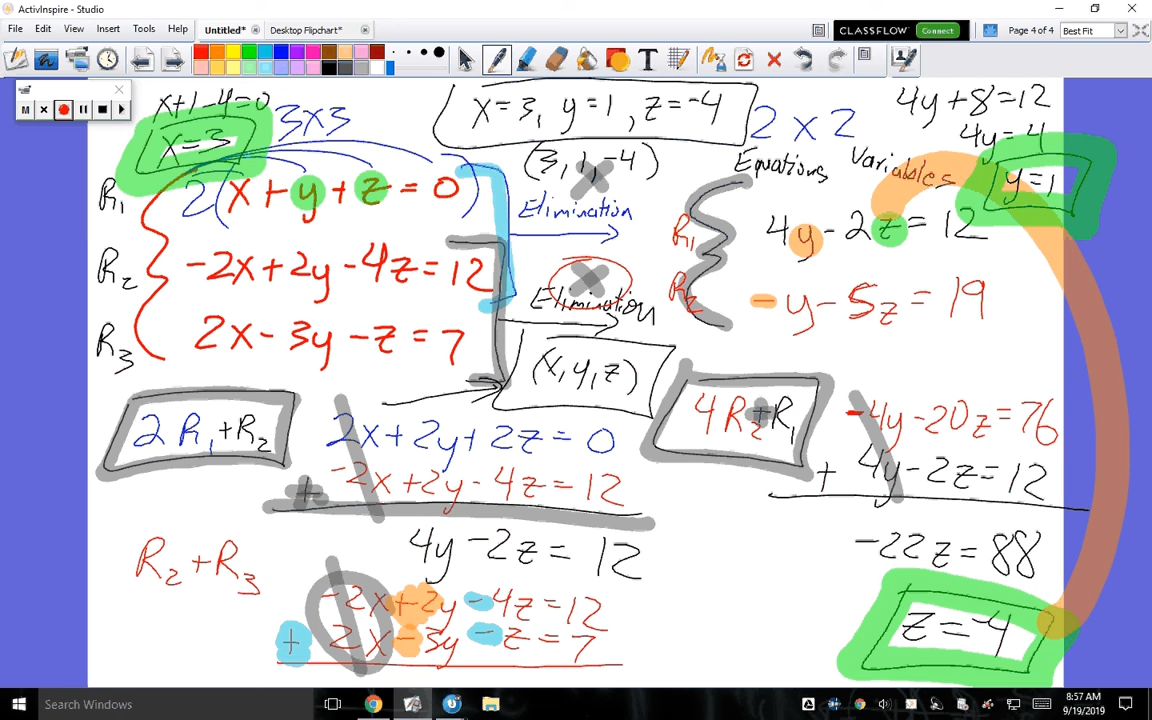 ActivInspire - Studio
File Edit View Insert Tools Help
Untitled* Desktop Flipchart*
CLASSFLOW Connect
Page 4 of 4
Best Fit
M
x+1-4=0
x=3
3x3
x=3, y=1, z=-4
(3, 1, -4)
2 x 2
Equations Variables
4y+8=12
4y=4
y=1
R1
2(x+y+z=0)
R2
-2x+2y-4z=12
R3
2x-3y-z=7
Elimination
Elimination
(x,y,z)
R1
4y-2z=12
R2
-y-5z=19
2R1+R2
2x+2y+2z=0
+ -2x+2y-4z=12
4y-2z=12
R2+R3
-2x+2y-4z=12
+ 2x-3y-z=7
4R2+R1
-4y-20z=76
+ 4y-2z=12
-22z=88
z=-4
Search Windows
8:57 AM
9/19/2019